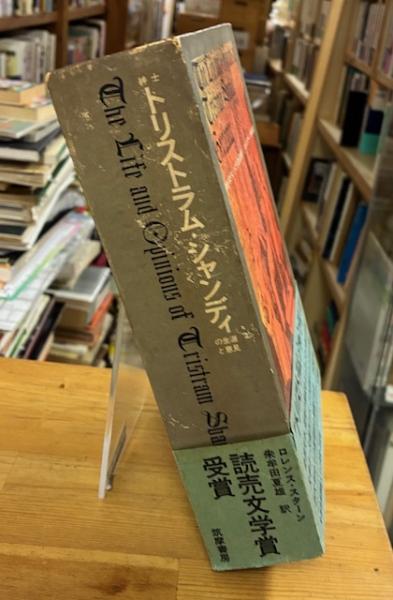 紳士
トリストラム・シャンディ
の生涯
と意見
The Life and Opinions of Tristram Sha
ロレンス・スターン
朱牟田夏雄 訳
読売文学賞
受賞
筑摩書房